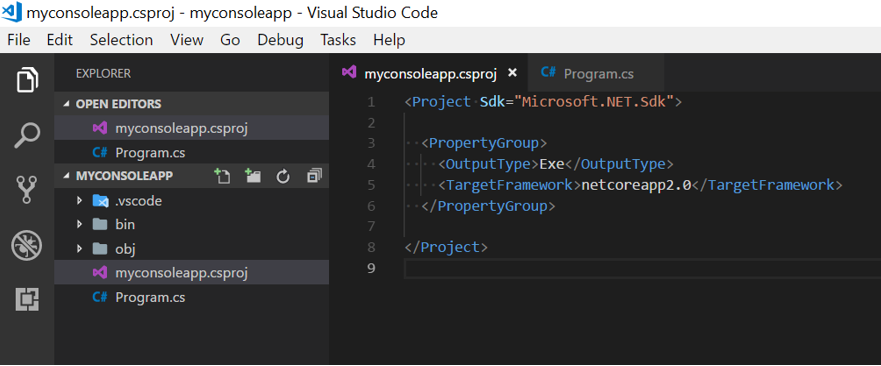 myconsoleapp.csproj - myconsoleapp - Visual Studio Code
File Edit Selection View Go Debug Tasks Help
EXPLORER
OPEN EDITORS
myconsoleapp.csproj
C# Program.cs
MYCONSOLEAPP
.vscode
bin
obj
myconsoleapp.csproj
C# Program.cs
myconsoleapp.csproj × C# Program.cs
1 <Project Sdk="Microsoft.NET.Sdk">
2
3   <PropertyGroup>
4     <OutputType>Exe</OutputType>
5     <TargetFramework>netcoreapp2.0</TargetFramework>
6   </PropertyGroup>
7
8 </Project>
9